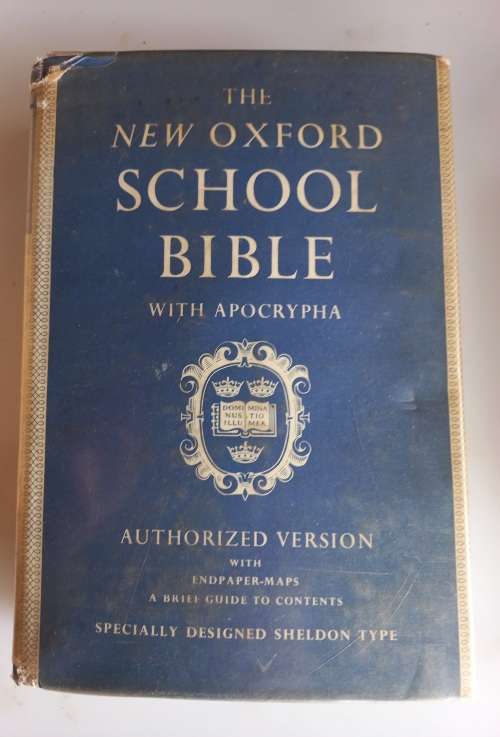 THE
NEW OXFORD
SCHOOL
BIBLE
WITH APOCRYPHA
DOMI MINA
NUS TIO
ILLU MEA
AUTHORIZED VERSION
WITH
ENDPAPER-MAPS
A BRIEF GUIDE TO CONTENTS
SPECIALLY DESIGNED SHELDON TYPE